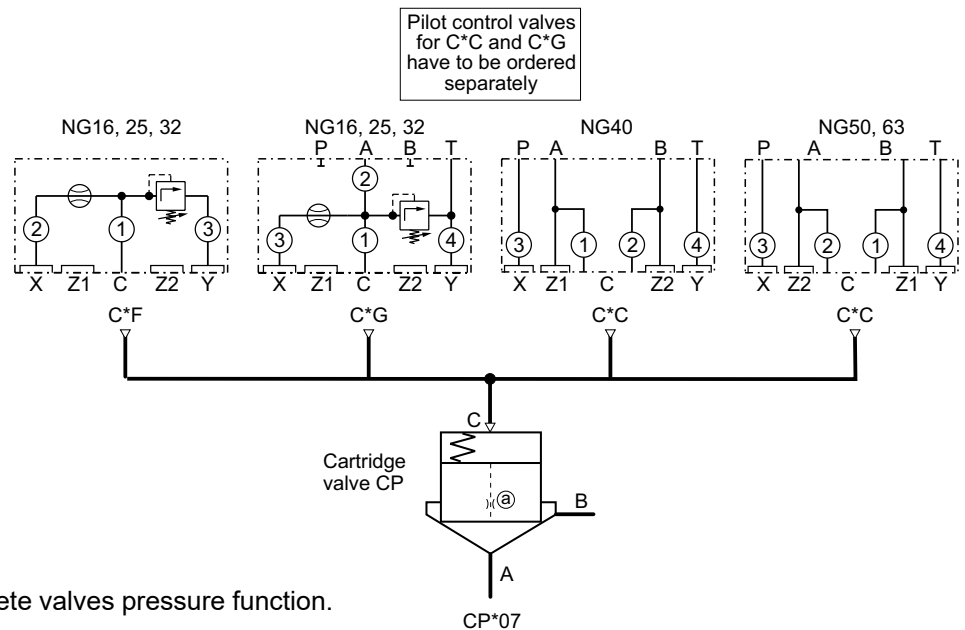 Pilot control valves
for C*C and C*G
have to be ordered
separately
NG16, 25, 32 NG16, 25, 32 NG40 NG50, 63
P A B T P A B T P A B T
2 1 3
2 3 1 4
3 1 2 4
3 2 1 4
X Z1 C Z2 Y X Z1 C Z2 Y X Z1 C Z2 Y X Z2 C Z1 Y
C*F C*G C*C C*C
C
Cartridge
valve CP
a
B
A
CP*07
valves pressure function.